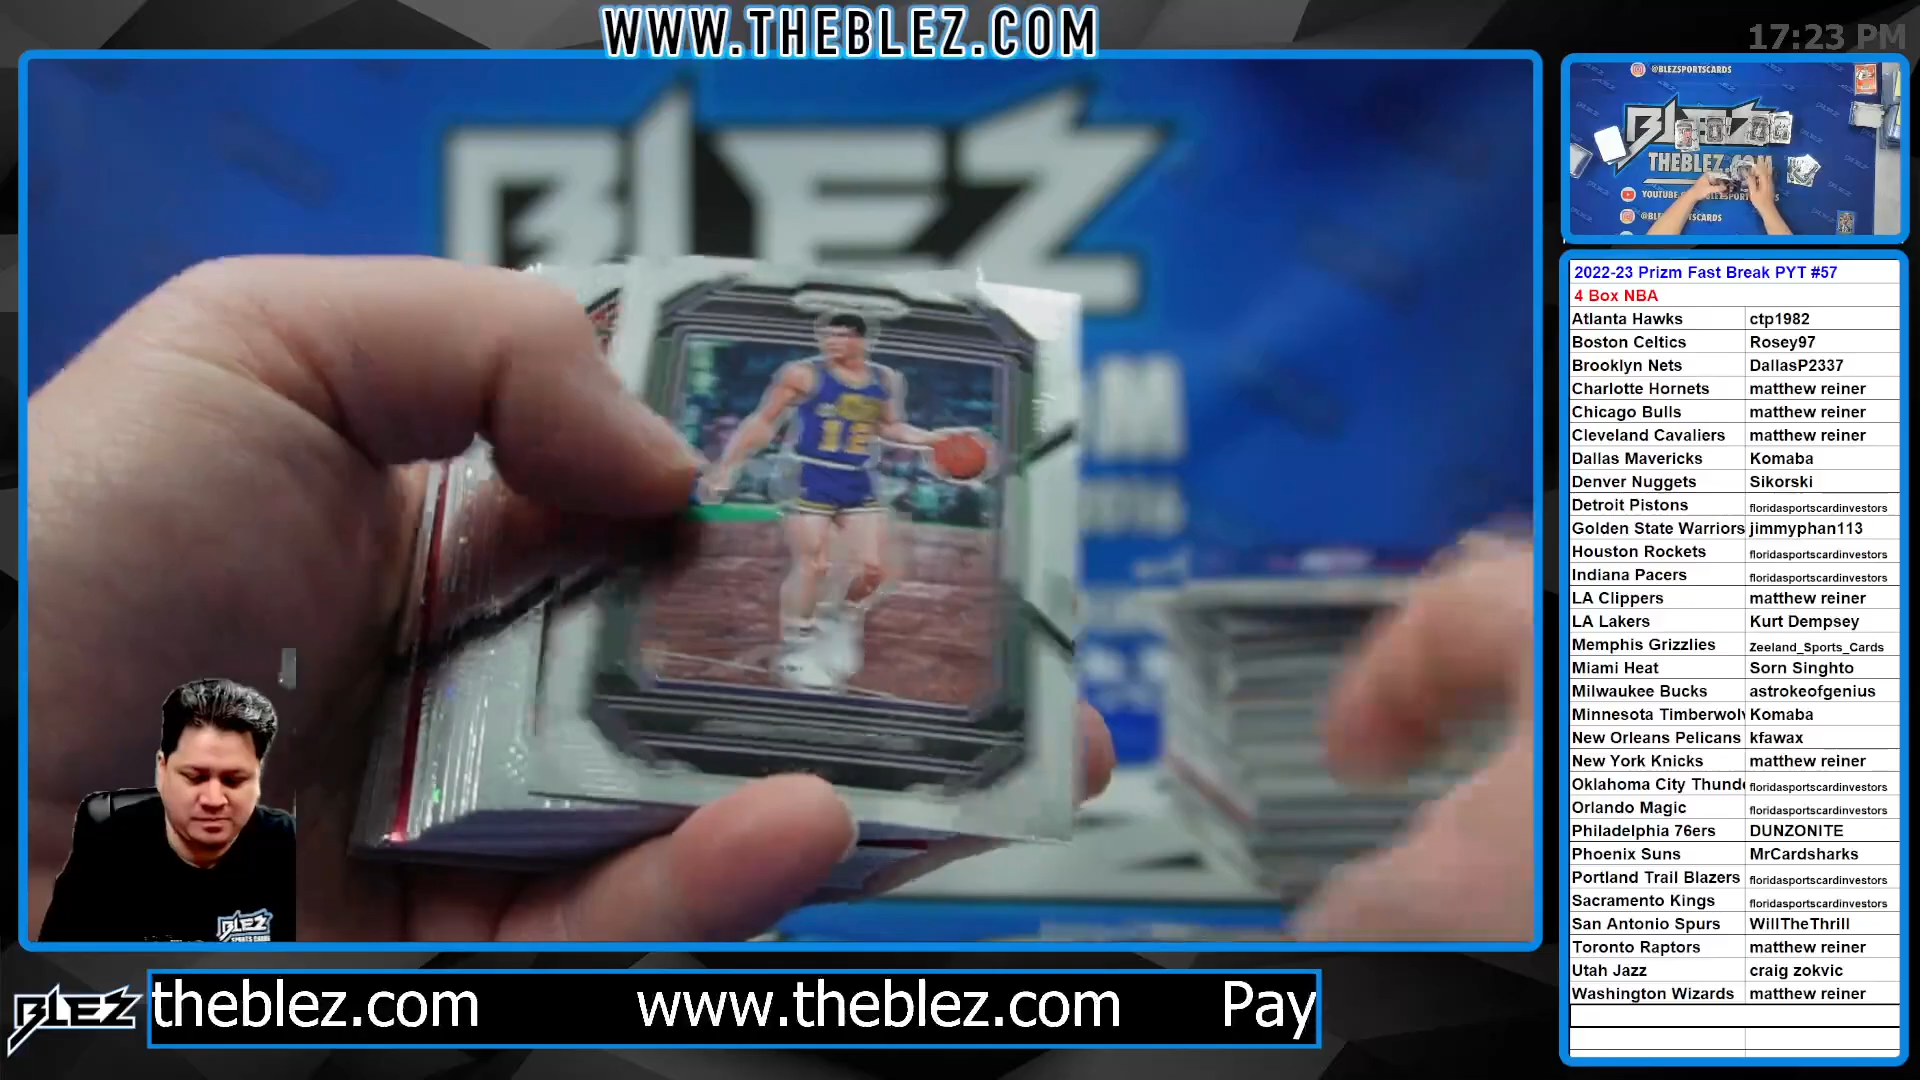 WWW.THEBLEZ.COM
17:23 PM
@BLEZSPORTSCARDS
BLEZ
THEBLEZ.COM
BLEZ
12
2022-23 Prizm Fast Break PYT #57
4 Box NBA
Atlanta Hawks ctp1982
Boston Celtics Rosey97
Brooklyn Nets DallasP2337
Charlotte Hornets matthew reiner
Chicago Bulls matthew reiner
Cleveland Cavaliers matthew reiner
Dallas Mavericks Komaba
Denver Nuggets Sikorski
Detroit Pistons floridasportscardinvestors
Golden State Warriors jimmyphan113
Houston Rockets floridasportscardinvestors
Indiana Pacers floridasportscardinvestors
LA Clippers matthew reiner
LA Lakers Kurt Dempsey
Memphis Grizzlies Zeeland_Sports_Cards
Miami Heat Sorn Singhto
Milwaukee Bucks astrokeofgenius
Minnesota Timberwol Komaba
New Orleans Pelicans kfawax
New York Knicks matthew reiner
Oklahoma City Thund floridasportscardinvestors
Orlando Magic floridasportscardinvestors
Philadelphia 76ers DUNZONITE
Phoenix Suns MrCardsharks
Portland Trail Blazers floridasportscardinvestors
Sacramento Kings floridasportscardinvestors
San Antonio Spurs WillTheThrill
Toronto Raptors matthew reiner
Utah Jazz craig zokvic
Washington Wizards matthew reiner
BLEZ
BLEZ theblez.com www.theblez.com Pay